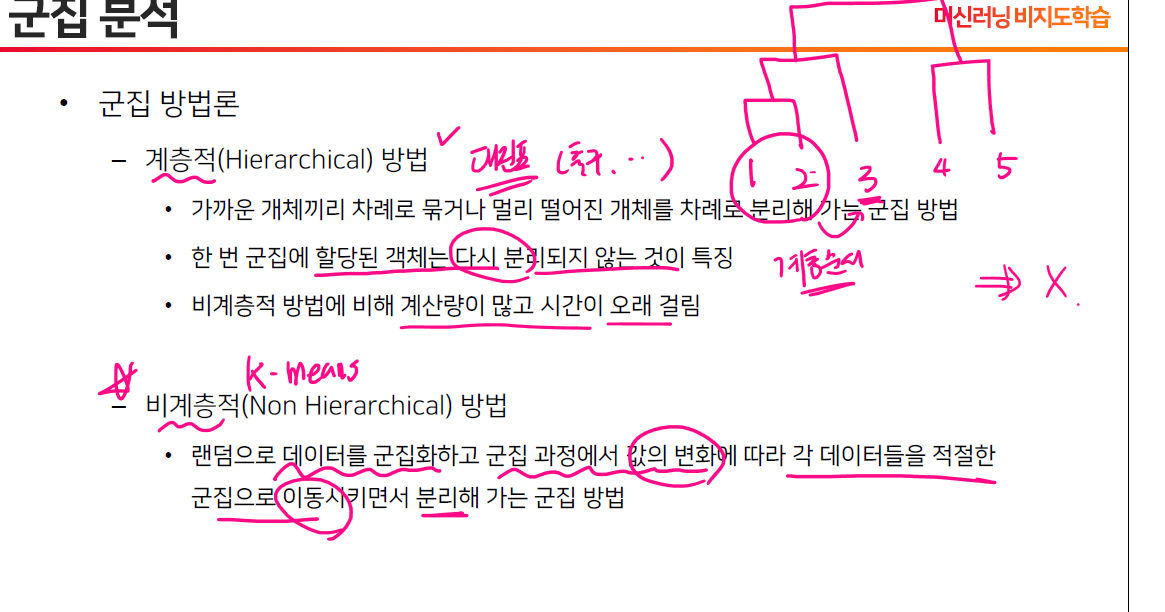 군집 분석
머신러닝 비지도학습
• 군집 방법론
– 계층적(Hierarchical) 방법
1 2 3 4 5
• 가까운 개체끼리 차례로 묶거나 멀리 떨어진 개체를 차례로 분리해 가는 군집 방법
• 한 번 군집에 할당된 객체는 다시 분리되지 않는 것이 특징
⇒ X
• 비계층적 방법에 비해 계산량이 많고 시간이 오래 걸림
K-means
– 비계층적(Non Hierarchical) 방법
• 랜덤으로 데이터를 군집화하고 군집 과정에서 값의 변화에 따라 각 데이터들을 적절한
군집으로 이동시키면서 분리해 가는 군집 방법